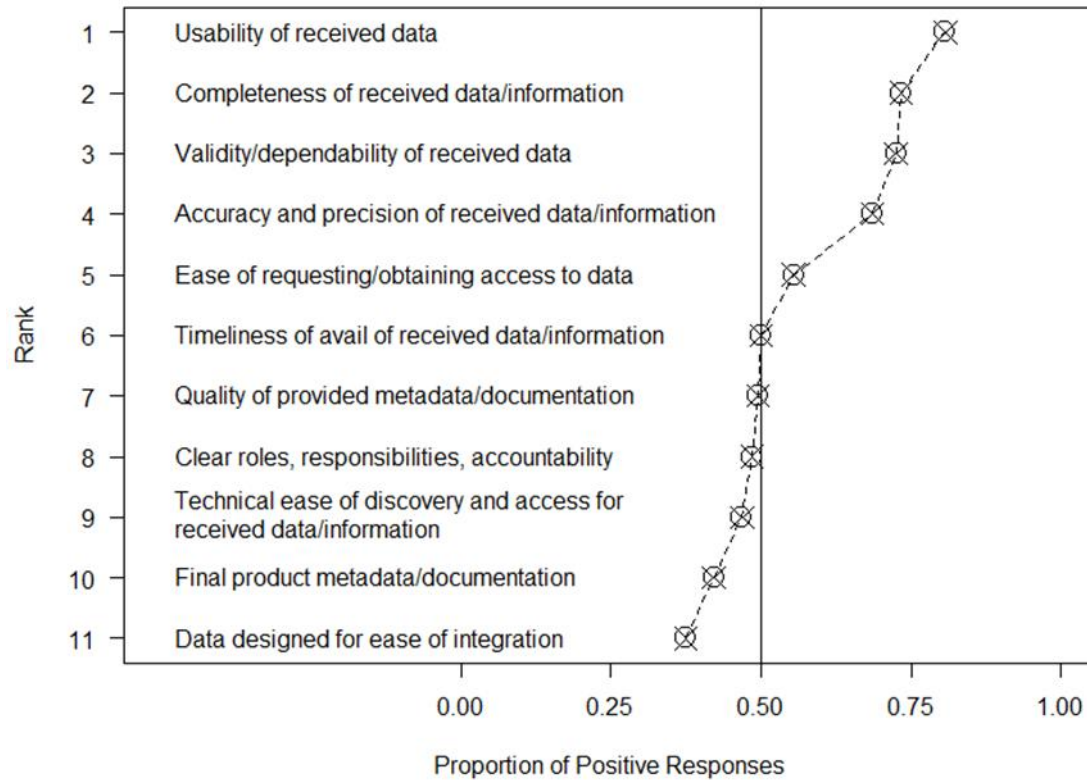 1 Usability of received data
2 Completeness of received data/information
3 Validity/dependability of received data
4 Accuracy and precision of received data/information
5 Ease of requesting/obtaining access to data
6 Timeliness of avail of received data/information
7 Quality of provided metadata/documentation
8 Clear roles, responsibilities, accountability
9 Technical ease of discovery and access for
received data/information
10 Final product metadata/documentation
11 Data designed for ease of integration
Rank
0.00 0.25 0.50 0.75 1.00
Proportion of Positive Responses